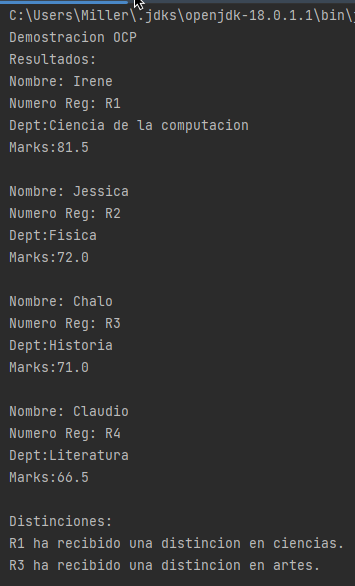 C:\Users\Miller\.jdks\openjdk-18.0.1.1\bin\
Demostracion OCP
Resultados:
Nombre: Irene
Numero Reg: R1
Dept:Ciencia de la computacion
Marks:81.5
Nombre: Jessica
Numero Reg: R2
Dept:Fisica
Marks:72.0
Nombre: Chalo
Numero Reg: R3
Dept:Historia
Marks:71.0
Nombre: Claudio
Numero Reg: R4
Dept:Literatura
Marks:66.5
Distinciones:
R1 ha recibido una distincion en ciencias.
R3 ha recibido una distincion en artes.